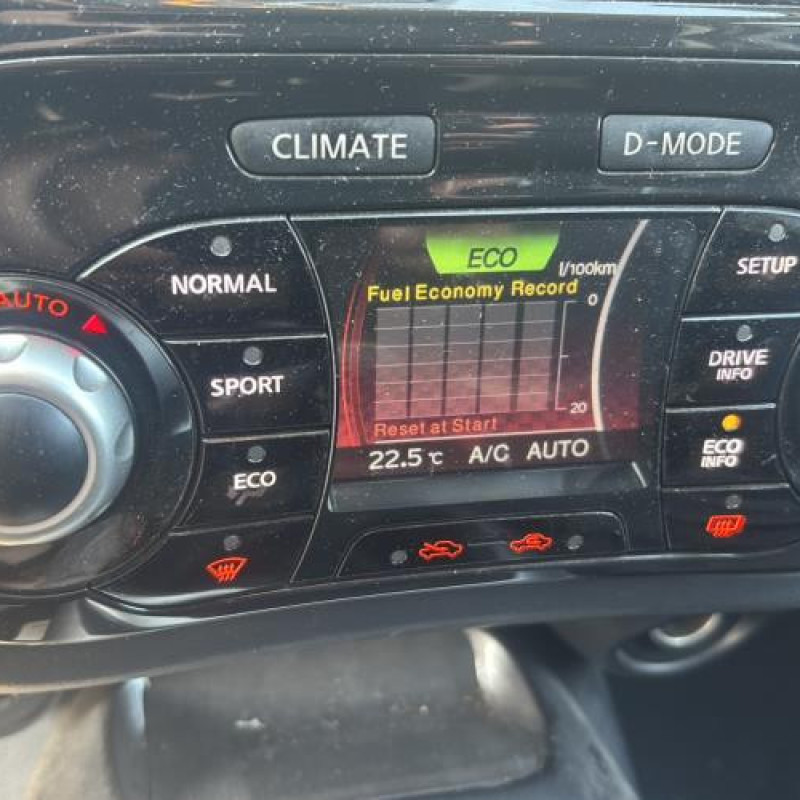 CLIMATE
D-MODE
NORMAL
SPORT
ECO
AUTO
ECO
l/100km
Fuel Economy Record
0
20
Reset at Start
22.5 °C A/C AUTO
SETUP
DRIVE
INFO
ECO
INFO